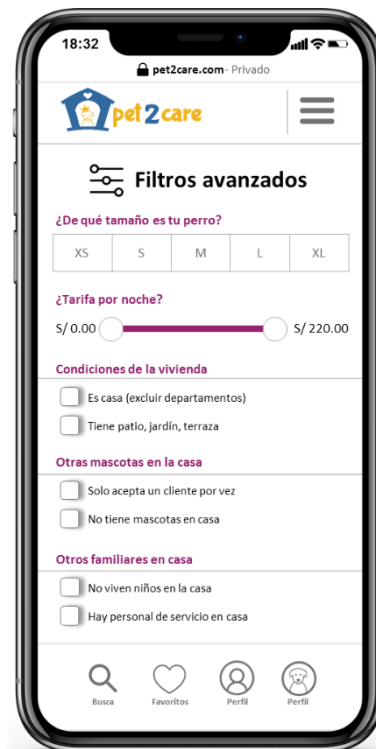 18:32
pet2care.com - Privado
pet 2 care
Filtros avanzados
¿De qué tamaño es tu perro?
XS S M L XL
¿Tarifa por noche?
S/ 0.00 S/ 220.00
Condiciones de la vivienda
Es casa (excluir departamentos)
Tiene patio, jardín, terraza
Otras mascotas en la casa
Solo acepta un cliente por vez
No tiene mascotas en casa
Otros familiares en casa
No viven niños en la casa
Hay personal de servicio en casa
Busca Favoritos Perfil Perfil